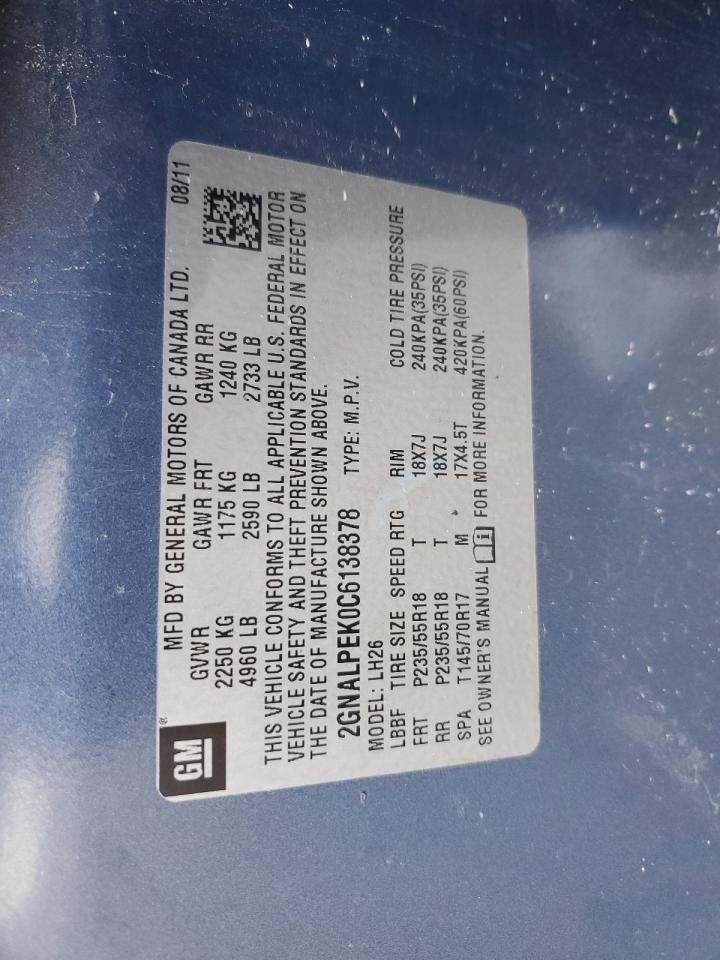 GM®
MFD BY GENERAL MOTORS OF CANADA LTD. 08/11
GVWR GAWR FRT GAWR RR
2250 KG 1175 KG 1240 KG
4960 LB 2590 LB 2733 LB
THIS VEHICLE CONFORMS TO ALL APPLICABLE U.S. FEDERAL MOTOR
VEHICLE SAFETY AND THEFT PREVENTION STANDARDS IN EFFECT ON
THE DATE OF MANUFACTURE SHOWN ABOVE.
2GNALPEK0C6138378 TYPE: M.P.V.
MODEL: LH26
LBBF TIRE SIZE SPEED RTG RIM COLD TIRE PRESSURE
FRT P235/55R18 T 18X7J 240KPA(35PSI)
RR P235/55R18 T 18X7J 240KPA(35PSI)
SPA T145/70R17 M 17X4.5T 420KPA(60PSI)
SEE OWNER'S MANUAL i FOR MORE INFORMATION.